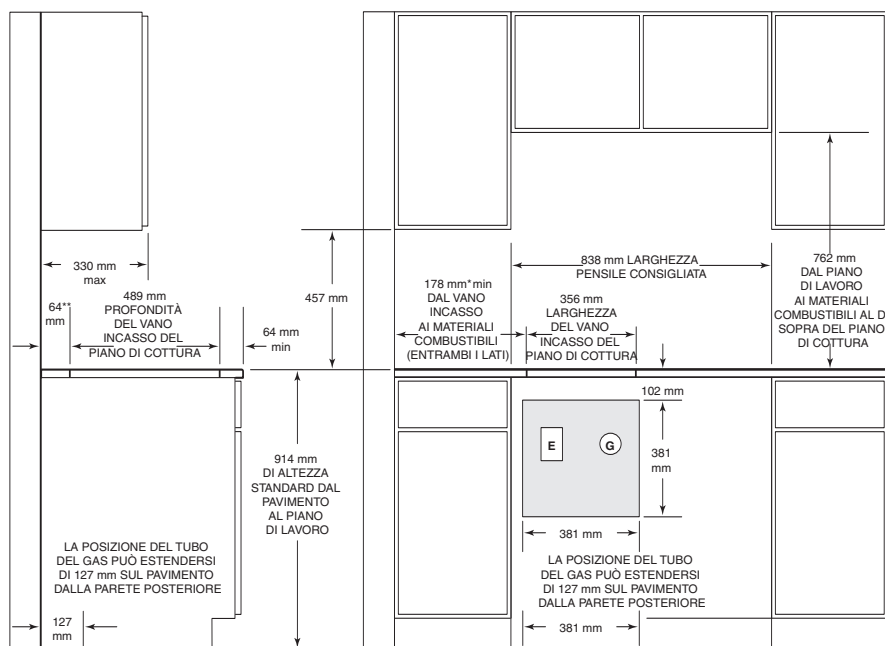 330 mm
max
489 mm
PROFONDITÀ
DEL VANO
INCASSO DEL
PIANO DI COTTURA
64**
mm
64 mm
min
457 mm
914 mm
DI ALTEZZA
STANDARD DAL
PAVIMENTO
AL PIANO
DI LAVORO
LA POSIZIONE DEL TUBO
DEL GAS PUÒ ESTENDERSI
DI 127 mm SUL PAVIMENTO
DALLA PARETE POSTERIORE
127
mm
838 mm LARGHEZZA
PENSILE CONSIGLIATA
178 mm*min
DAL VANO
INCASSO
AI MATERIALI
COMBUSTIBILI
(ENTRAMBI I LATI)
356 mm
LARGHEZZA
DEL VANO
INCASSO DEL
PIANO DI COTTURA
762 mm
DAL PIANO
DI LAVORO
AI MATERIALI
COMBUSTIBILI AL DI
SOPRA DEL PIANO
DI COTTURA
102 mm
E
G
381
mm
381 mm
LA POSIZIONE DEL TUBO
DEL GAS PUÒ ESTENDERSI
DI 127 mm SUL PAVIMENTO
DALLA PARETE POSTERIORE
381 mm